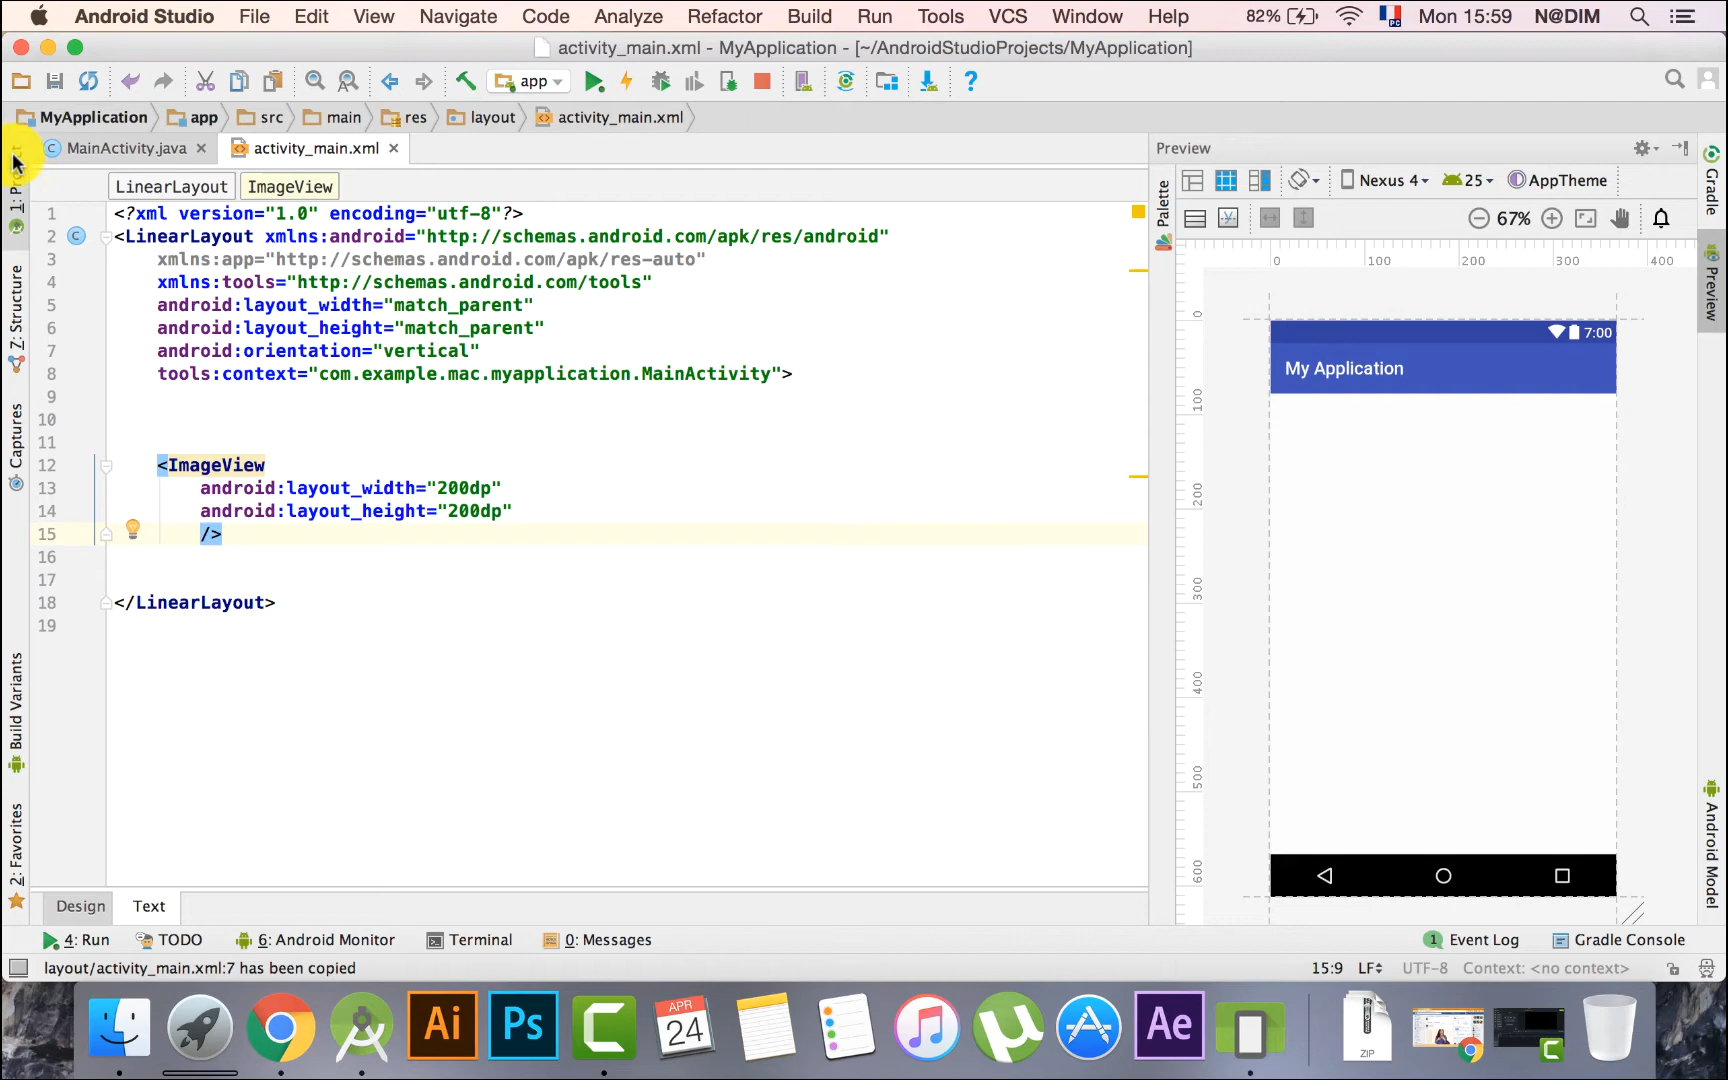 Android Studio File Edit View Navigate Code Analyze Refactor Build Run Tools VCS Window Help 82% Mon 15:59 N@DIM
activity_main.xml - MyApplication - [~/AndroidStudioProjects/MyApplication]
app
MyApplication app src main res layout activity_main.xml
MainActivity.java activity_main.xml
LinearLayout ImageView
1 <?xml version="1.0" encoding="utf-8"?>
2 <LinearLayout xmlns:android="http://schemas.android.com/apk/res/android"
3 xmlns:app="http://schemas.android.com/apk/res-auto"
4 xmlns:tools="http://schemas.android.com/tools"
5 android:layout_width="match_parent"
6 android:layout_height="match_parent"
7 android:orientation="vertical"
8 tools:context="com.example.mac.myapplication.MainActivity">
9
10
11
12 <ImageView
13 android:layout_width="200dp"
14 android:layout_height="200dp"
15 />
16
17
18 </LinearLayout>
19
Design Text
Z: Structure
Captures
Build Variants
2: Favorites
Preview
Palette
Nexus 4 25 AppTheme
67%
0 100 200 300 400
0
100
200
300
400
500
600
7:00
My Application
Gradle
Preview
Android Model
4: Run TODO 6: Android Monitor Terminal 0: Messages 1 Event Log Gradle Console
layout/activity_main.xml:7 has been copied 15:9 LF UTF-8 Context: <no context>
Ai Ps APR 24 Ae ZIP